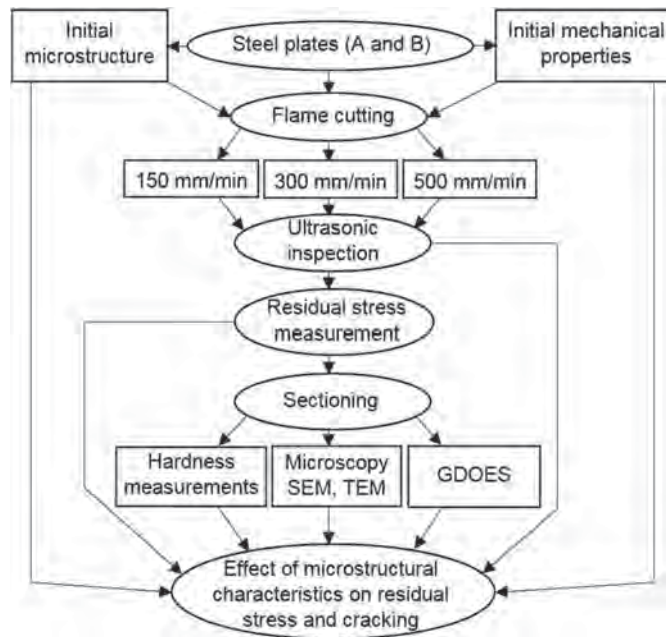 Initial
microstructure
Steel plates (A and B)
Initial mechanical
properties
Flame cutting
150 mm/min
300 mm/min
500 mm/min
Ultrasonic
inspection
Residual stress
measurement
Sectioning
Hardness
measurements
Microscopy
SEM, TEM
GDOES
Effect of microstructural
characteristics on residual
stress and cracking